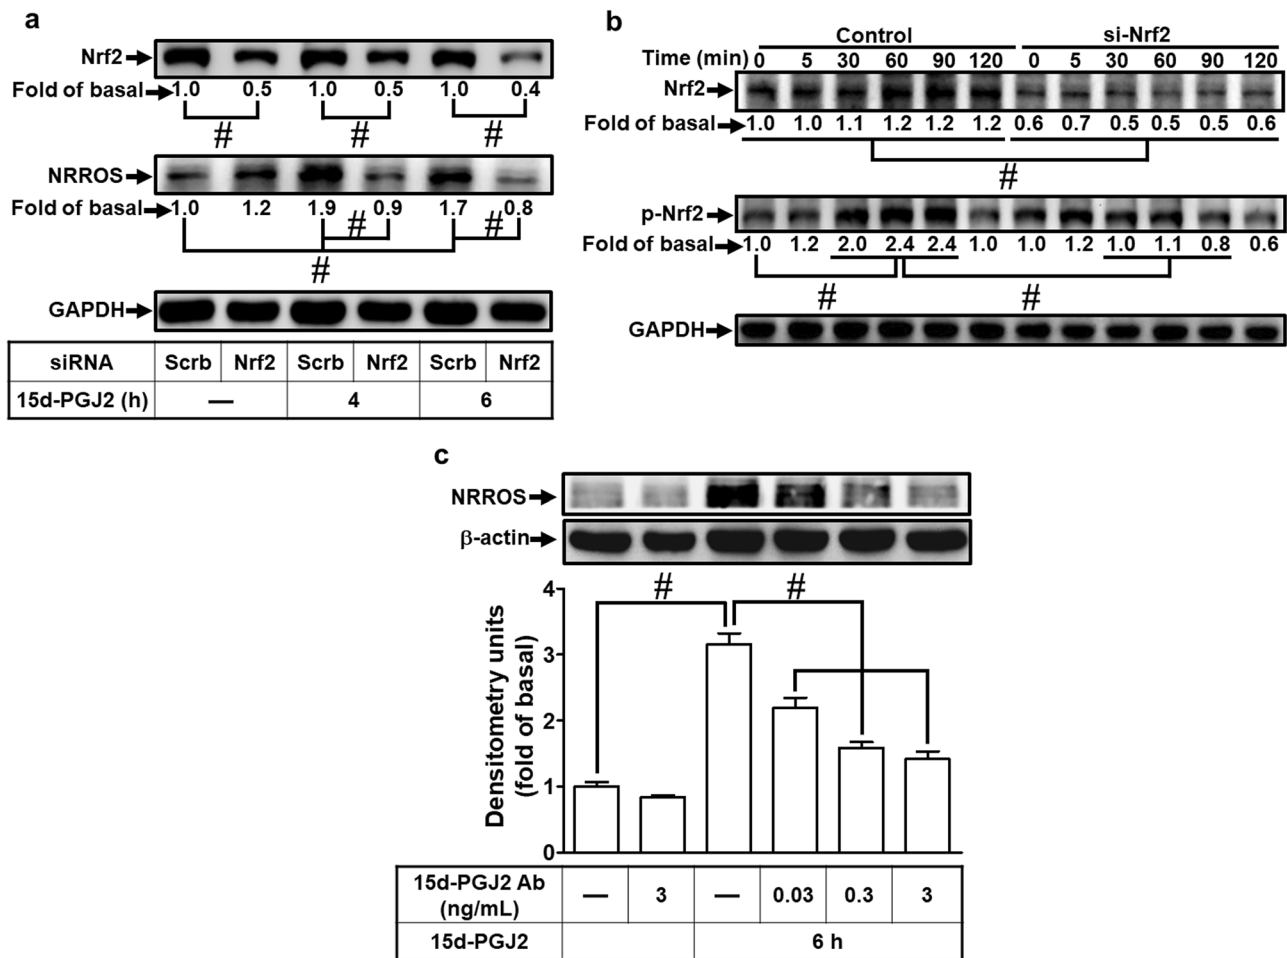 a
Nrf2
Fold of basal 1.0 0.5 1.0 0.5 1.0 0.4
# # #
NRROS
Fold of basal 1.0 1.2 1.9 0.9 1.7 0.8
# #
#
GAPDH
siRNA Scrb Nrf2 Scrb Nrf2 Scrb Nrf2
15d-PGJ2 (h) — 4 6
b
Control si-Nrf2
Time (min) 0 5 30 60 90 120 0 5 30 60 90 120
Nrf2
Fold of basal 1.0 1.0 1.1 1.2 1.2 1.2 0.6 0.7 0.5 0.5 0.5 0.6
#
p-Nrf2
Fold of basal 1.0 1.2 2.0 2.4 2.4 1.0 1.0 1.2 1.0 1.1 0.8 0.6
# #
GAPDH
c
NRROS
β-actin
# #
Densitometry units
(fold of basal)
4
3
2
1
0
15d-PGJ2 Ab
(ng/mL) — 3 — 0.03 0.3 3
15d-PGJ2 6 h